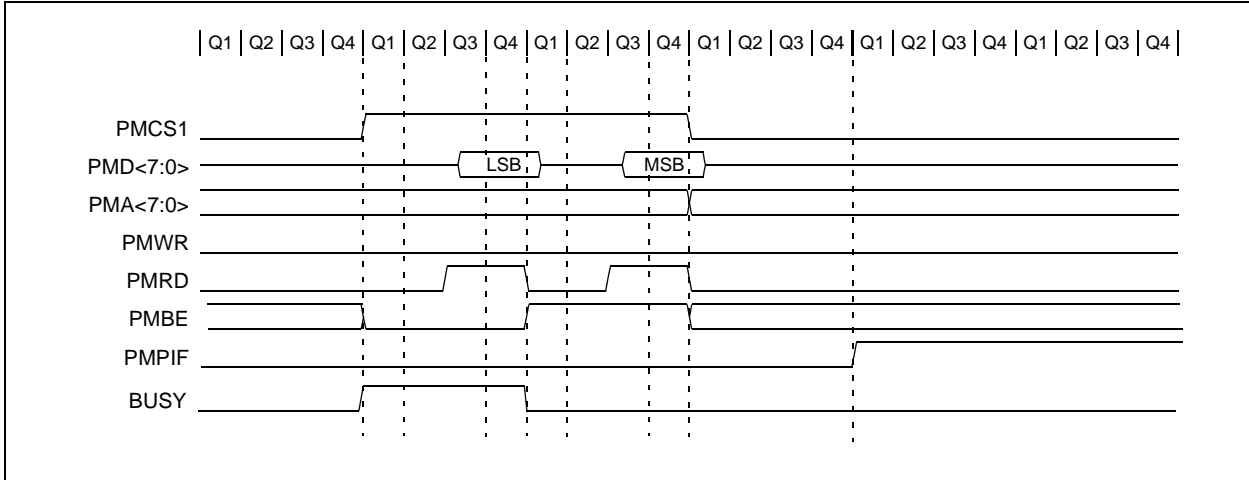 Q1 Q2 Q3 Q4 Q1 Q2 Q3 Q4 Q1 Q2 Q3 Q4 Q1 Q2 Q3 Q4 Q1 Q2 Q3 Q4 Q1 Q2 Q3 Q4
PMCS1
PMD<7:0> LSB MSB
PMA<7:0>
PMWR
PMRD
PMBE
PMPIF
BUSY